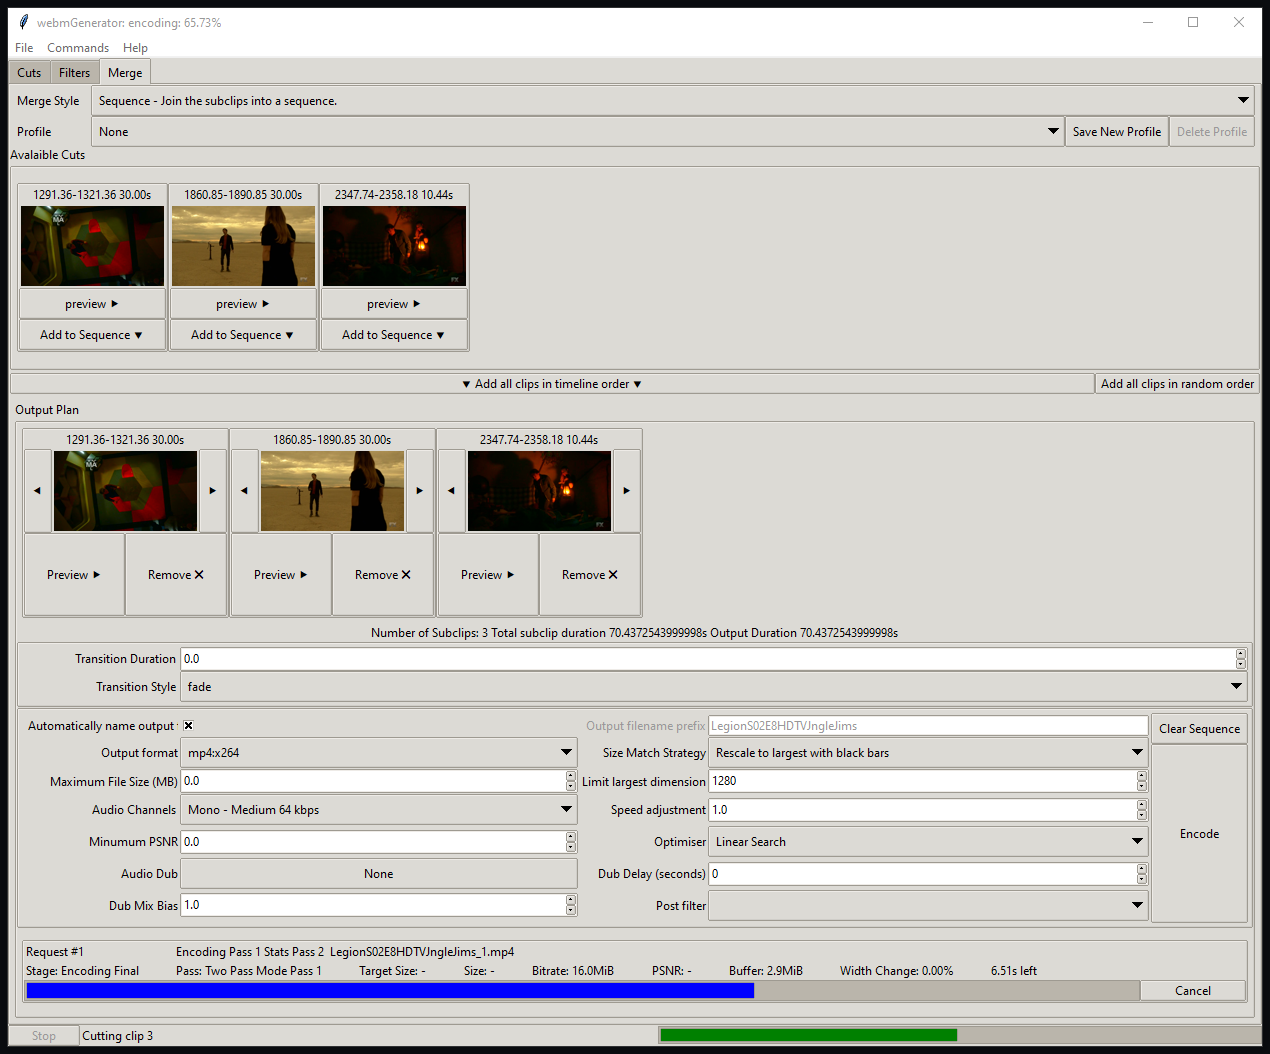 webmGenerator: encoding: 65.73%
File Commands Help
Cuts Filters Merge
Merge Style Sequence - Join the subclips into a sequence.
Profile None Save New Profile Delete Profile
Avalaible Cuts
1291.36-1321.36 30.00s 1860.85-1890.85 30.00s 2347.74-2358.18 10.44s
MA
FX
preview ► preview ► preview ►
Add to Sequence ▼ Add to Sequence ▼ Add to Sequence ▼
▼ Add all clips in timeline order ▼ Add all clips in random order
Output Plan
1291.36-1321.36 30.00s 1860.85-1890.85 30.00s 2347.74-2358.18 10.44s
◄ MA ► ◄ ► ◄ FX ►
Preview ► Remove ✕ Preview ► Remove ✕ Preview ► Remove ✕
Number of Subclips: 3 Total subclip duration 70.4372543999998s Output Duration 70.4372543999998s
Transition Duration 0.0
Transition Style fade
Automatically name output Output filename prefix LegionS02E8HDTVJngleJims Clear Sequence
Output format mp4:x264 Size Match Strategy Rescale to largest with black bars
Maximum File Size (MB) 0.0 Limit largest dimension 1280
Audio Channels Mono - Medium 64 kbps Speed adjustment 1.0
Encode
Minumum PSNR 0.0 Optimiser Linear Search
Audio Dub None Dub Delay (seconds) 0
Dub Mix Bias 1.0 Post filter
Request #1 Encoding Pass 1 Stats Pass 2 LegionS02E8HDTVJngleJims_1.mp4
Stage: Encoding Final Pass: Two Pass Mode Pass 1 Target Size: - Size: - Bitrate: 16.0MiB PSNR: - Buffer: 2.9MiB Width Change: 0.00% 6.51s left
Cancel
Stop Cutting clip 3